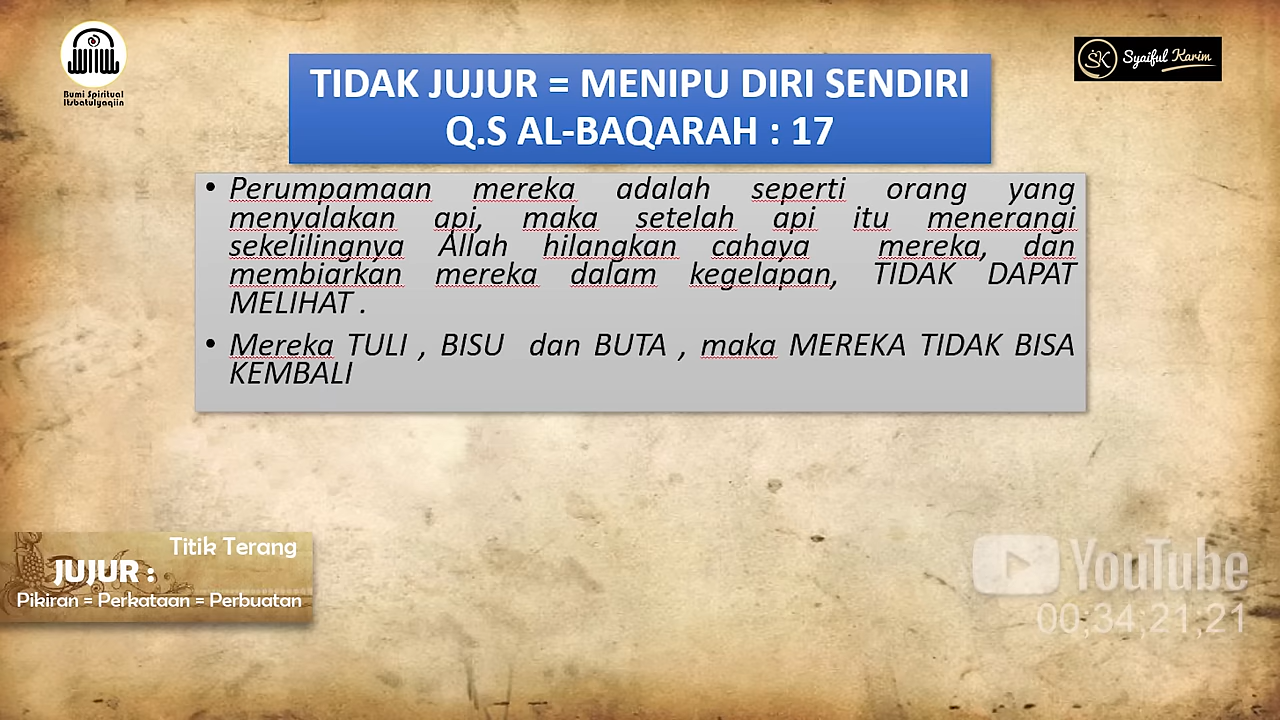 Bumi Spiritual
Itsbatulyaqiin
SK Syaiful Karim
TIDAK JUJUR = MENIPU DIRI SENDIRI
Q.S AL-BAQARAH : 17
• Perumpamaan mereka adalah seperti orang yang
menyalakan api, maka setelah api itu menerangi
sekelilingnya Allah hilangkan cahaya mereka, dan
membiarkan mereka dalam kegelapan, TIDAK DAPAT
MELIHAT .
• Mereka TULI , BISU dan BUTA , maka MEREKA TIDAK BISA
KEMBALI
Titik Terang
JUJUR :
Pikiran = Perkataan = Perbuatan
YouTube
00;34;21;21